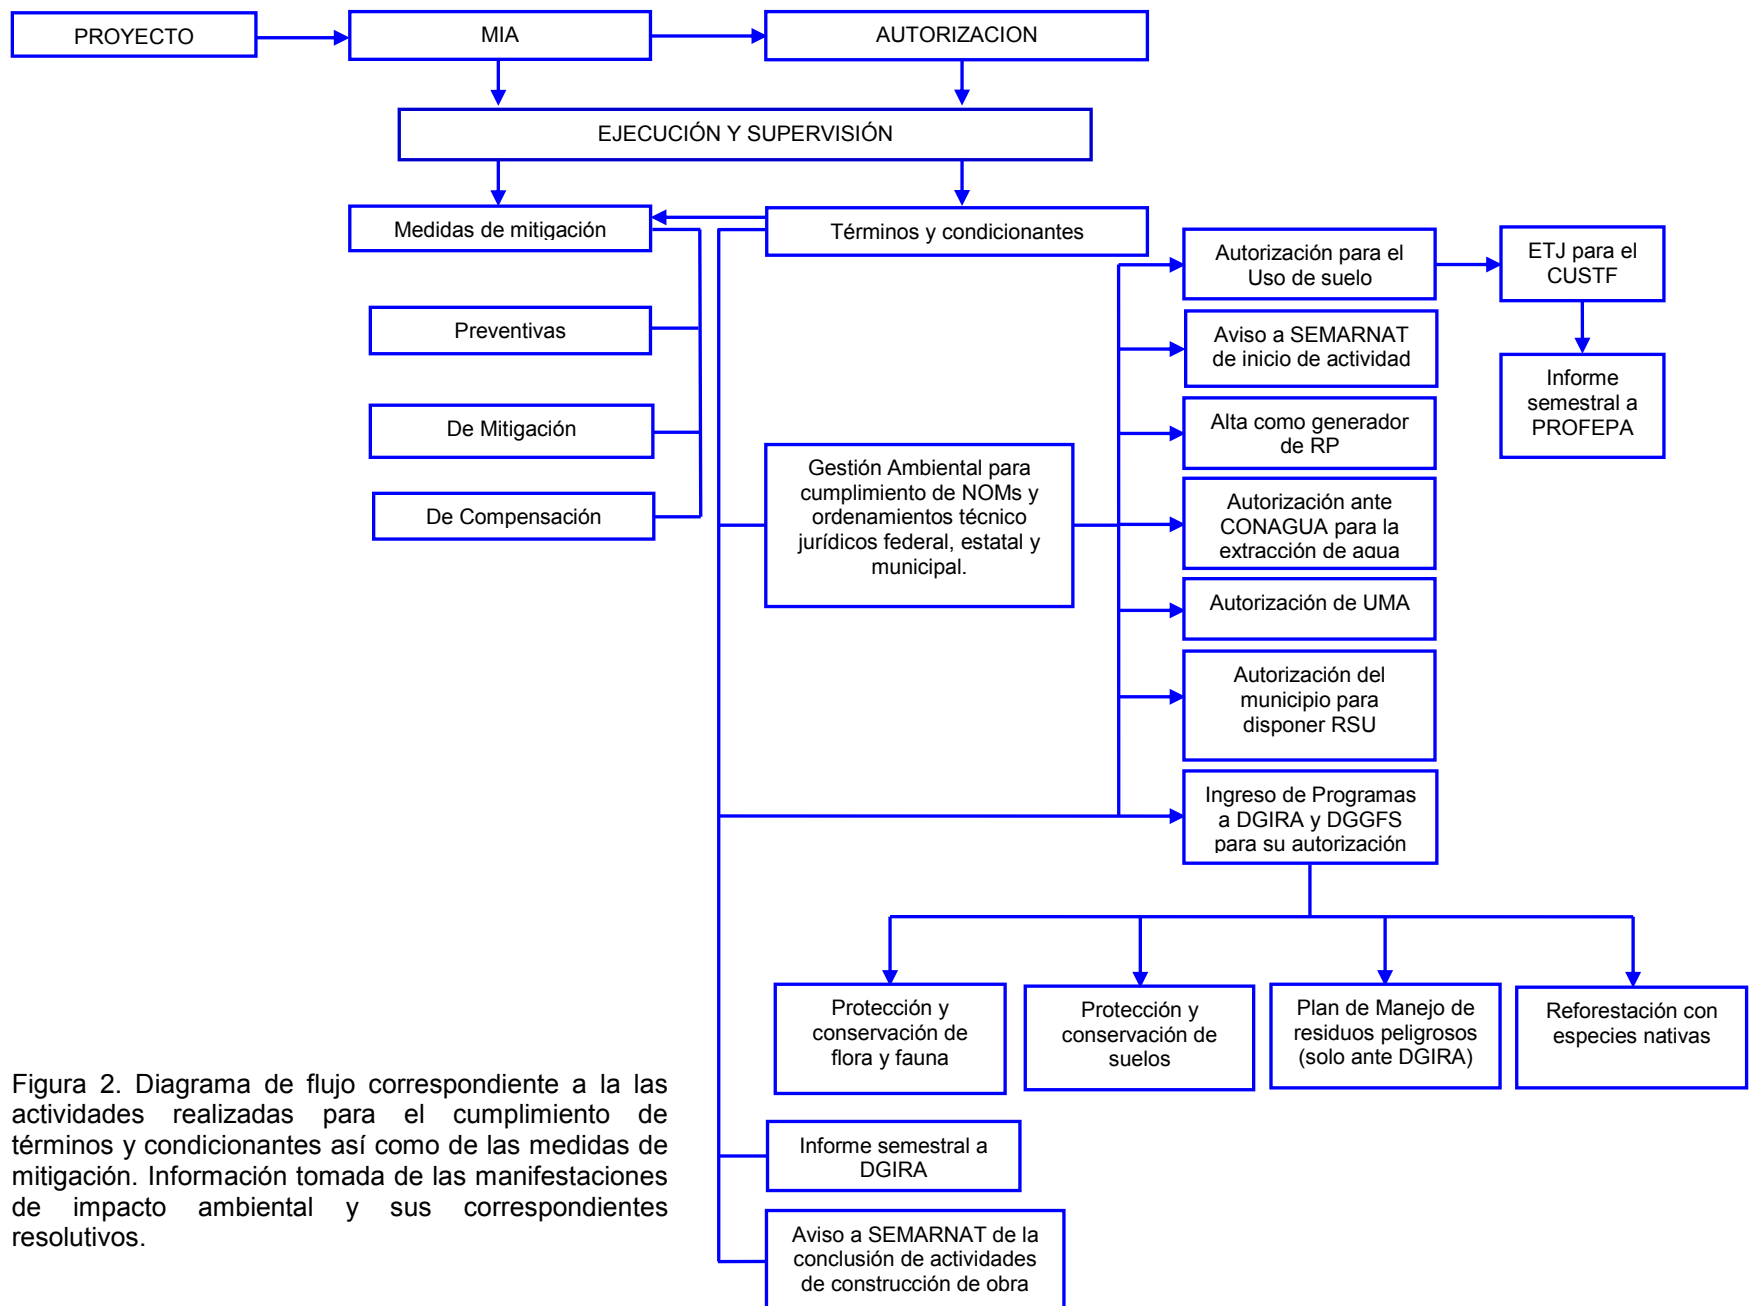 PROYECTO
MIA
AUTORIZACION
EJECUCIÓN Y SUPERVISIÓN
Medidas de mitigación
Términos y condicionantes
Preventivas
De Mitigación
De Compensación
Gestión Ambiental para
cumplimiento de NOMs y
ordenamientos técnico
jurídicos federal, estatal y
municipal.
Autorización para el
Uso de suelo
ETJ para el
CUSTF
Aviso a SEMARNAT
de inicio de actividad
Informe
semestral a
PROFEPA
Alta como generador
de RP
Autorización ante
CONAGUA para la
extracción de agua
Autorización de UMA
Autorización del
municipio para
disponer RSU
Ingreso de Programas
a DGIRA y DGGFS
para su autorización
Protección y
conservación de
flora y fauna
Protección y
conservación de
suelos
Plan de Manejo de
residuos peligrosos
(solo ante DGIRA)
Reforestación con
especies nativas
Informe semestral a
DGIRA
Aviso a SEMARNAT de la
conclusión de actividades
de construcción de obra
Figura 2. Diagrama de flujo correspondiente a la las
actividades realizadas para el cumplimiento de
términos y condicionantes así como de las medidas de
mitigación. Información tomada de las manifestaciones
de impacto ambiental y sus correspondientes
resolutivos.